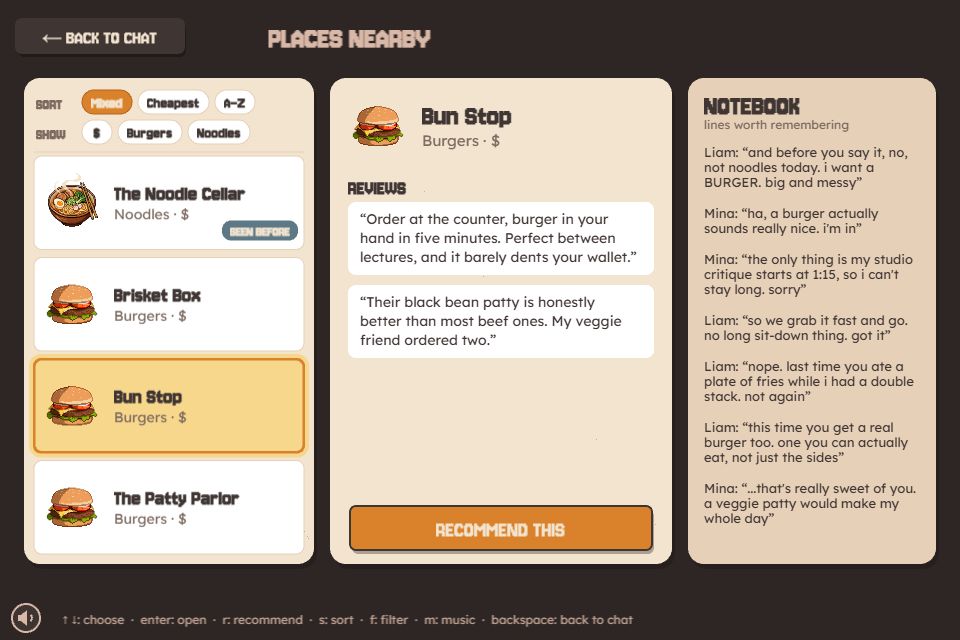 ← BACK TO CHAT
PLACES NEARBY
SORT
Mixed
Cheapest
A-Z
SHOW
$
Burgers
Noodles
The Noodle Cellar
Noodles · $
BEEN BEFORE
Brisket Box
Burgers · $
Bun Stop
Burgers · $
The Patty Parlor
Burgers · $
Bun Stop
Burgers · $
REVIEWS
“Order at the counter, burger in your
hand in five minutes. Perfect between
lectures, and it barely dents your wallet.”
“Their black bean patty is honestly
better than most beef ones. My veggie
friend ordered two.”
RECOMMEND THIS
NOTEBOOK
lines worth remembering
Liam: “and before you say it, no,
not noodles today. i want a
BURGER. big and messy”
Mina: “ha, a burger actually
sounds really nice. i'm in”
Mina: “the only thing is my studio
critique starts at 1:15, so i can't
stay long. sorry”
Liam: “so we grab it fast and go.
no long sit-down thing. got it”
Liam: “nope. last time you ate a
plate of fries while i had a double
stack. not again”
Liam: “this time you get a real
burger too. one you can actually
eat, not just the sides”
Mina: “...that's really sweet of you.
a veggie patty would make my
whole day”
↑ ↓: choose · enter: open · r: recommend · s: sort · f: filter · m: music · backspace: back to chat